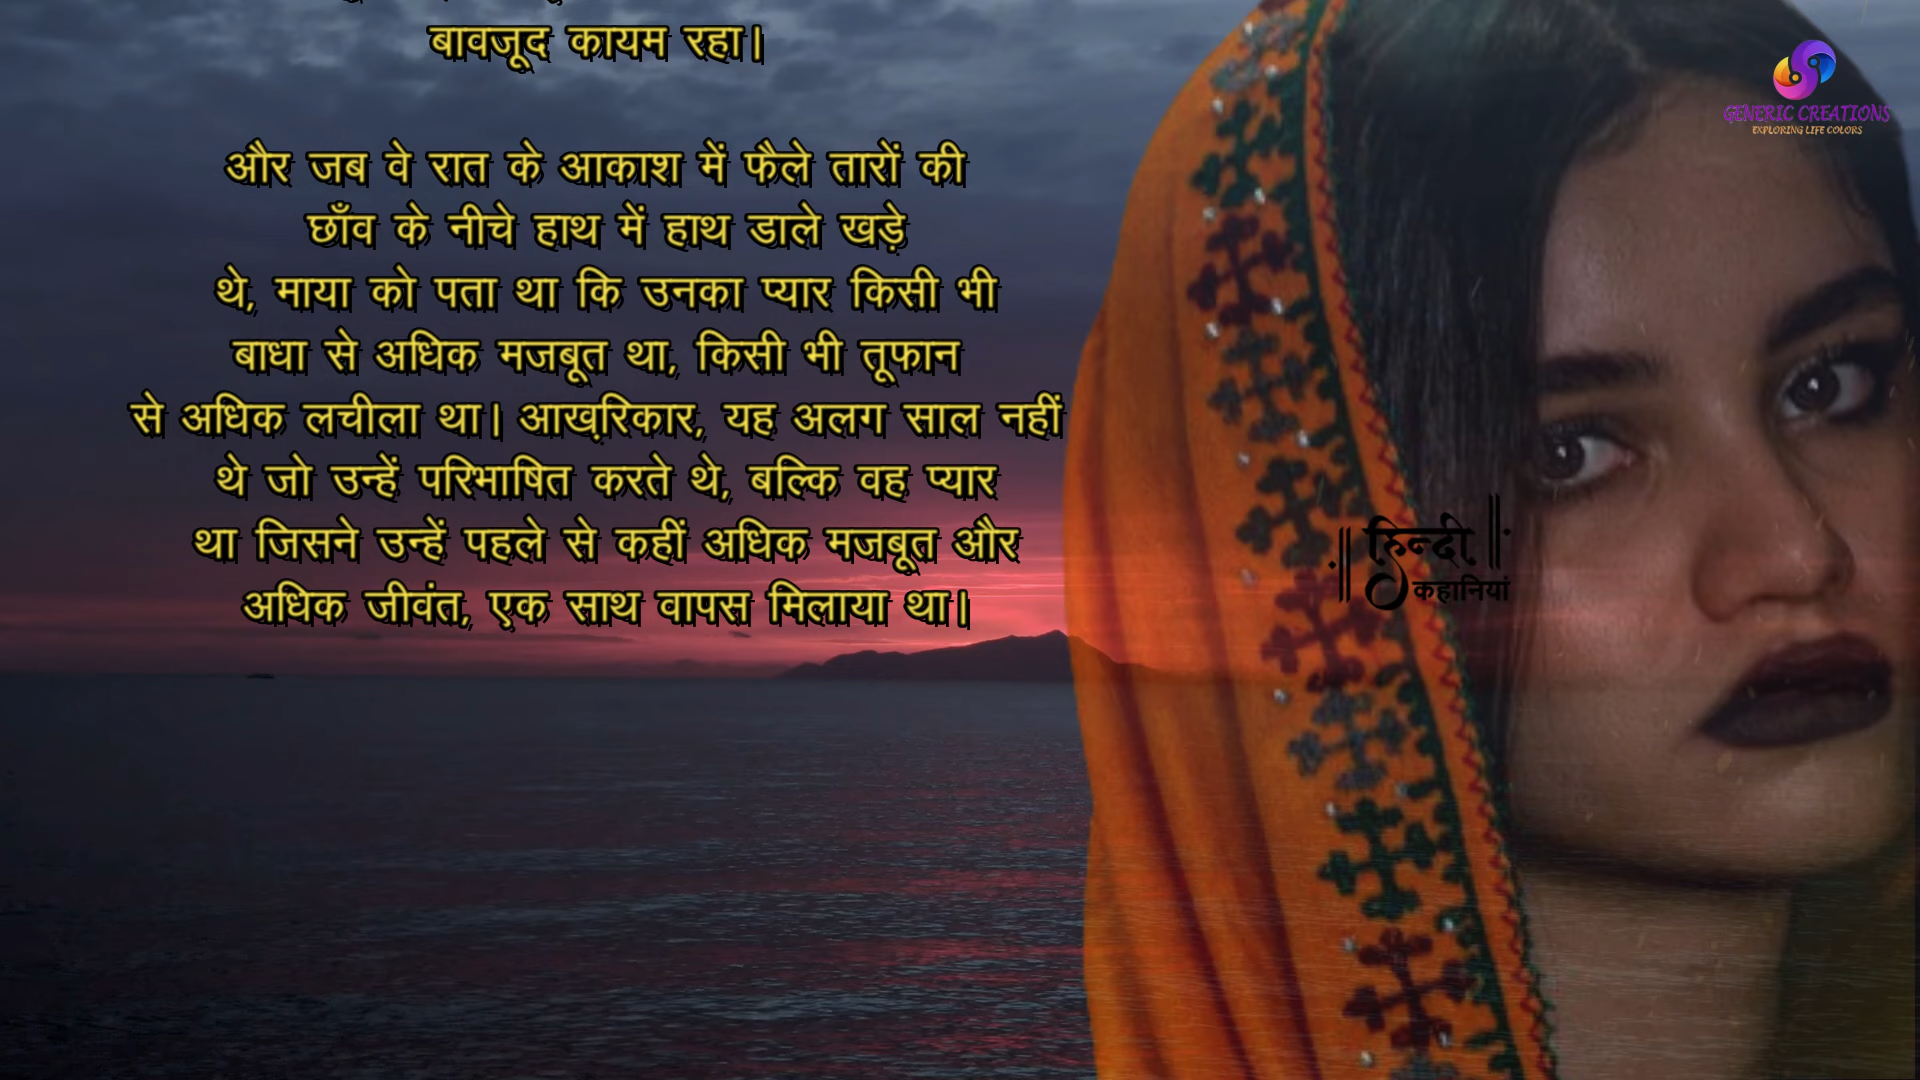 बावजूद कायम रहा।
और जब वे रात के आकाश में फैले तारों की
छाँव के नीचे हाथ में हाथ डाले खड़े
थे, माया को पता था कि उनका प्यार किसी भी
बाधा से अधिक मजबूत था, किसी भी तूफान
से अधिक लचीला था। आख़रिकार, यह अलग साल नहीं
थे जो उन्हें परिभाषित करते थे, बल्कि वह प्यार
था जिसने उन्हें पहले से कहीं अधिक मजबूत और
अधिक जीवंत, एक साथ वापस मिलाया था।
GENERIC CREATIONS
EXPLORING LIFE COLORS
हिन्दी
कहानियां